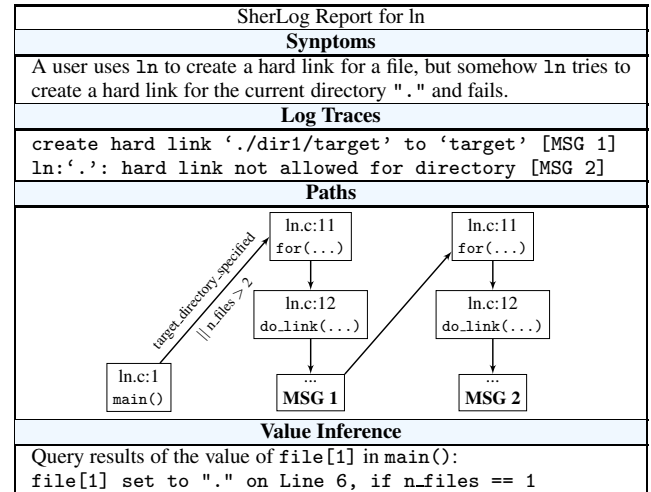 SherLog Report for ln
Symptoms
A user uses ln to create a hard link for a file, but somehow ln tries to
create a hard link for the current directory "." and fails.
Log Traces
create hard link ‘./dir1/target’ to ‘target’ [MSG 1]
ln:‘.’: hard link not allowed for directory [MSG 2]
Paths
ln.c:11
for(...)
ln.c:11
for(...)
target_directory_specified
|| n_files > 2
ln.c:12
do_link(...)
ln.c:12
do_link(...)
ln.c:1
main()
...
MSG 1
...
MSG 2
Value Inference
Query results of the value of file[1] in main():
file[1] set to "." on Line 6, if n_files == 1